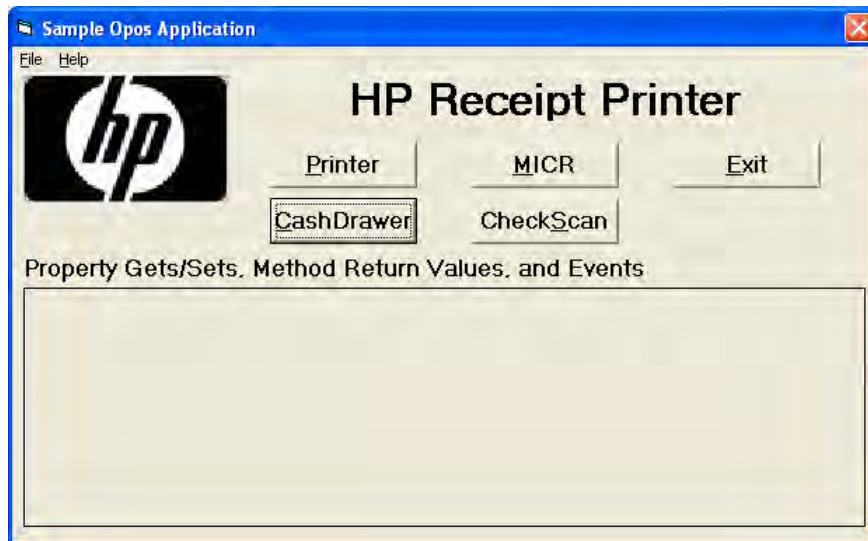 Sample Opos Application
File Help
hp
HP Receipt Printer
Printer MICR Exit
CashDrawer CheckScan
Property Gets/Sets, Method Return Values, and Events